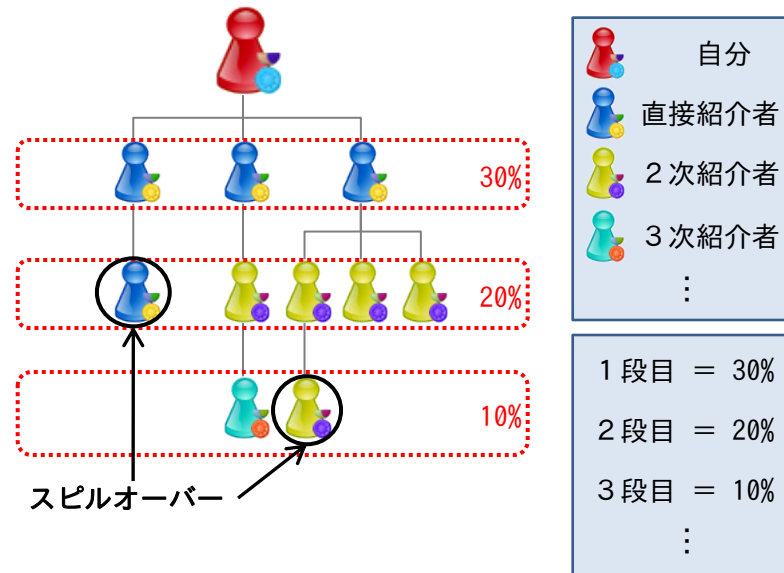 30%
20%
10%
スピルオーバー
自分
直接紹介者
２次紹介者
３次紹介者
⋮
１段目 ＝ 30%
２段目 ＝ 20%
３段目 ＝ 10%
⋮